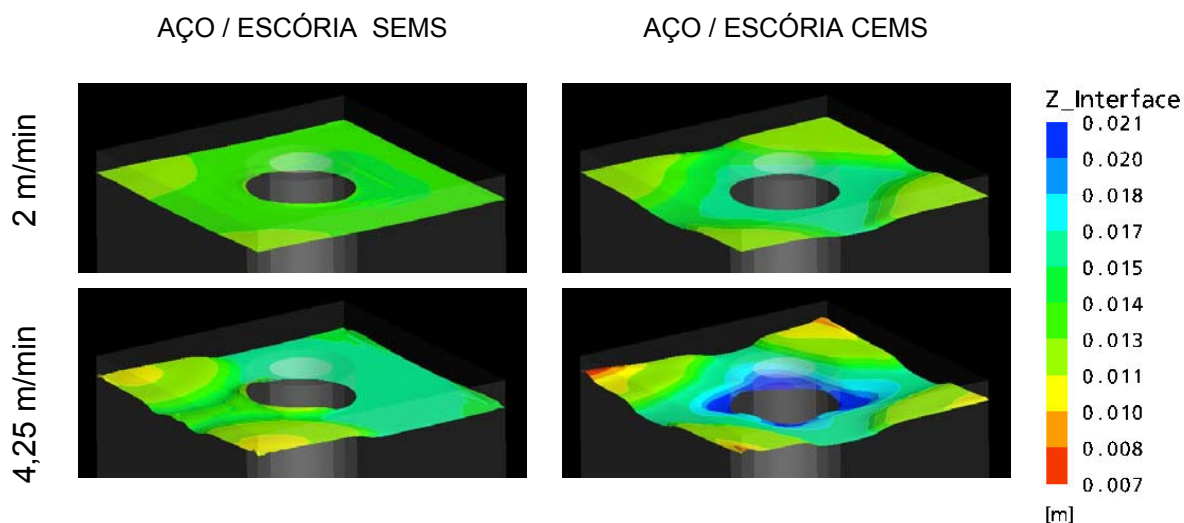 AÇO / ESCÓRIA SEMS
AÇO / ESCÓRIA CEMS
2 m/min
4,25 m/min
Z_Interface
0.021
0.020
0.018
0.017
0.015
0.014
0.013
0.011
0.010
0.008
0.007
[m]